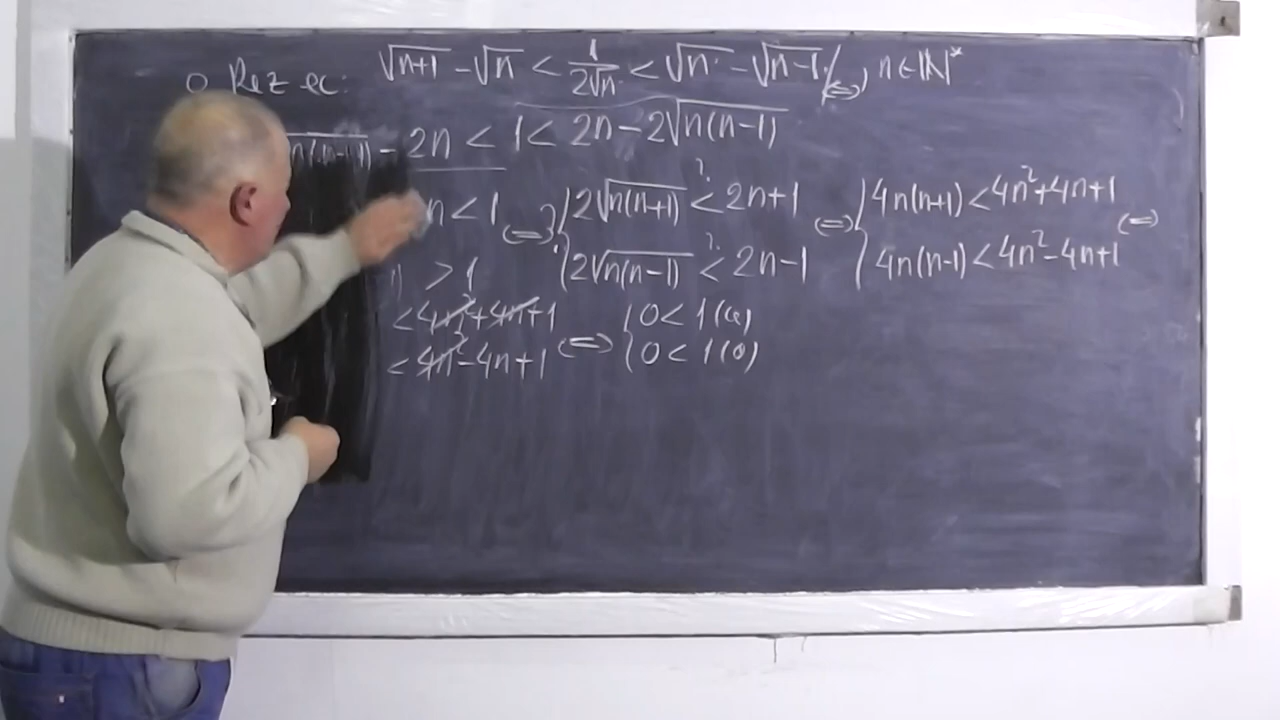 o Rez ec: √n+1 - √n < 1/2√n < √n - √n-1 / (=) n ∈ ℕ*
√n(n+1) - 2n < 1 < 2n - 2√n(n-1)
n < 1 (=) { 2√n(n+1) <? 2n+1 (=) { 4n(n+1) < 4n²+4n+1 (=)
n > 1 { 2√n(n-1) <? 2n-1 { 4n(n-1) < 4n²-4n+1
< 4n²+4n+1 (=) { 0 < 1 (a)
< 4n²-4n+1 { 0 < 1 (a)